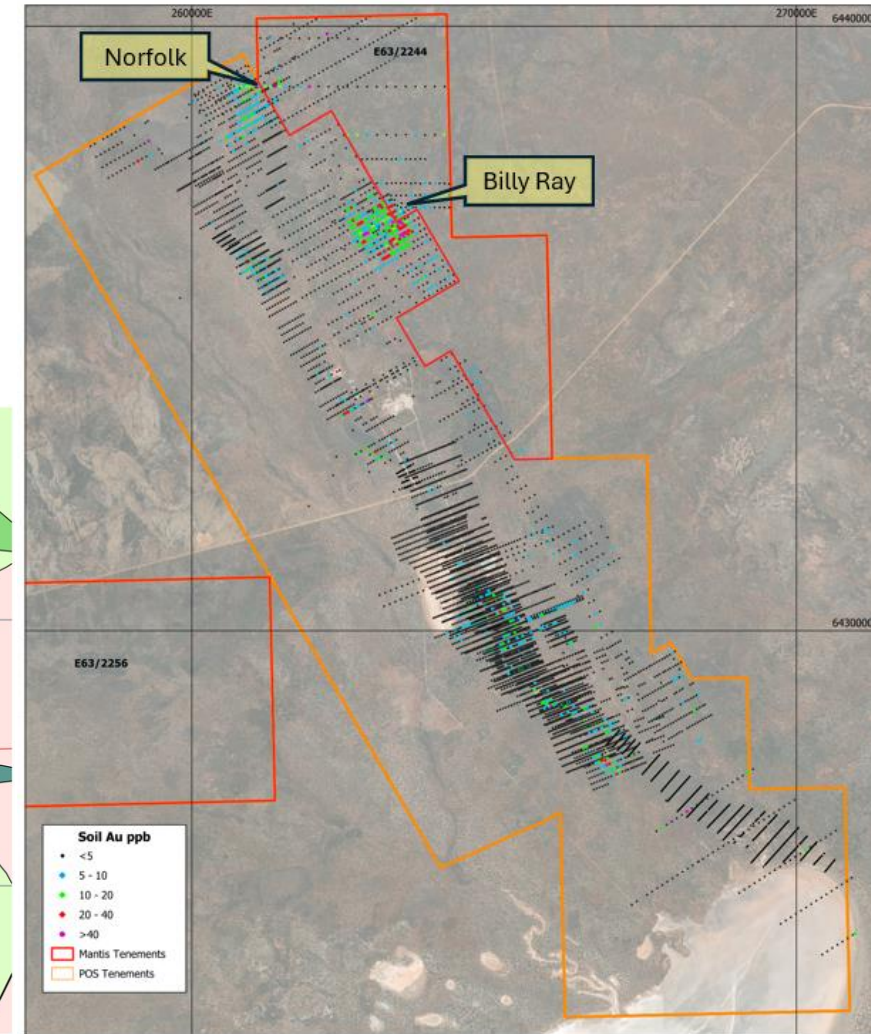 260000E
270000E
6440000
E63/2244
Norfolk
Billy Ray
6430000
E63/2256
Soil Au ppb
<5
5 - 10
10 - 20
20 - 40
>40
Mantis Tenements
POS Tenements